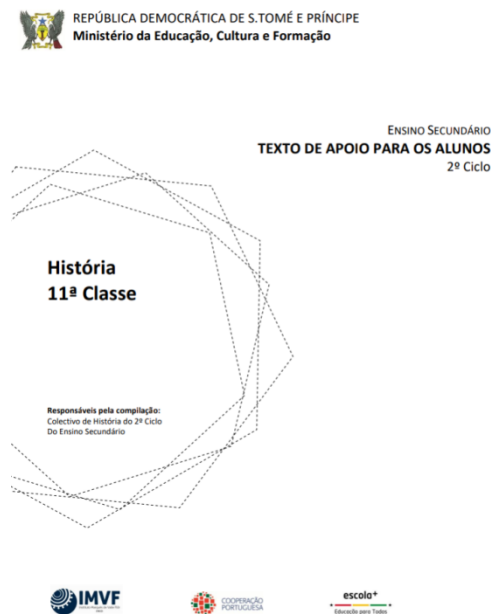 REPÚBLICA DEMOCRÁTICA DE S.TOMÉ E PRÍNCIPE
Ministério da Educação, Cultura e Formação
ENSINO SECUNDÁRIO
TEXTO DE APOIO PARA OS ALUNOS
2º Ciclo
História
11ª Classe
Responsáveis pela compilação:
Colectivo de História do 2º Ciclo
Do Ensino Secundário
IMVF
COOPERAÇÃO
PORTUGUESA
escola+
Educação para Todos